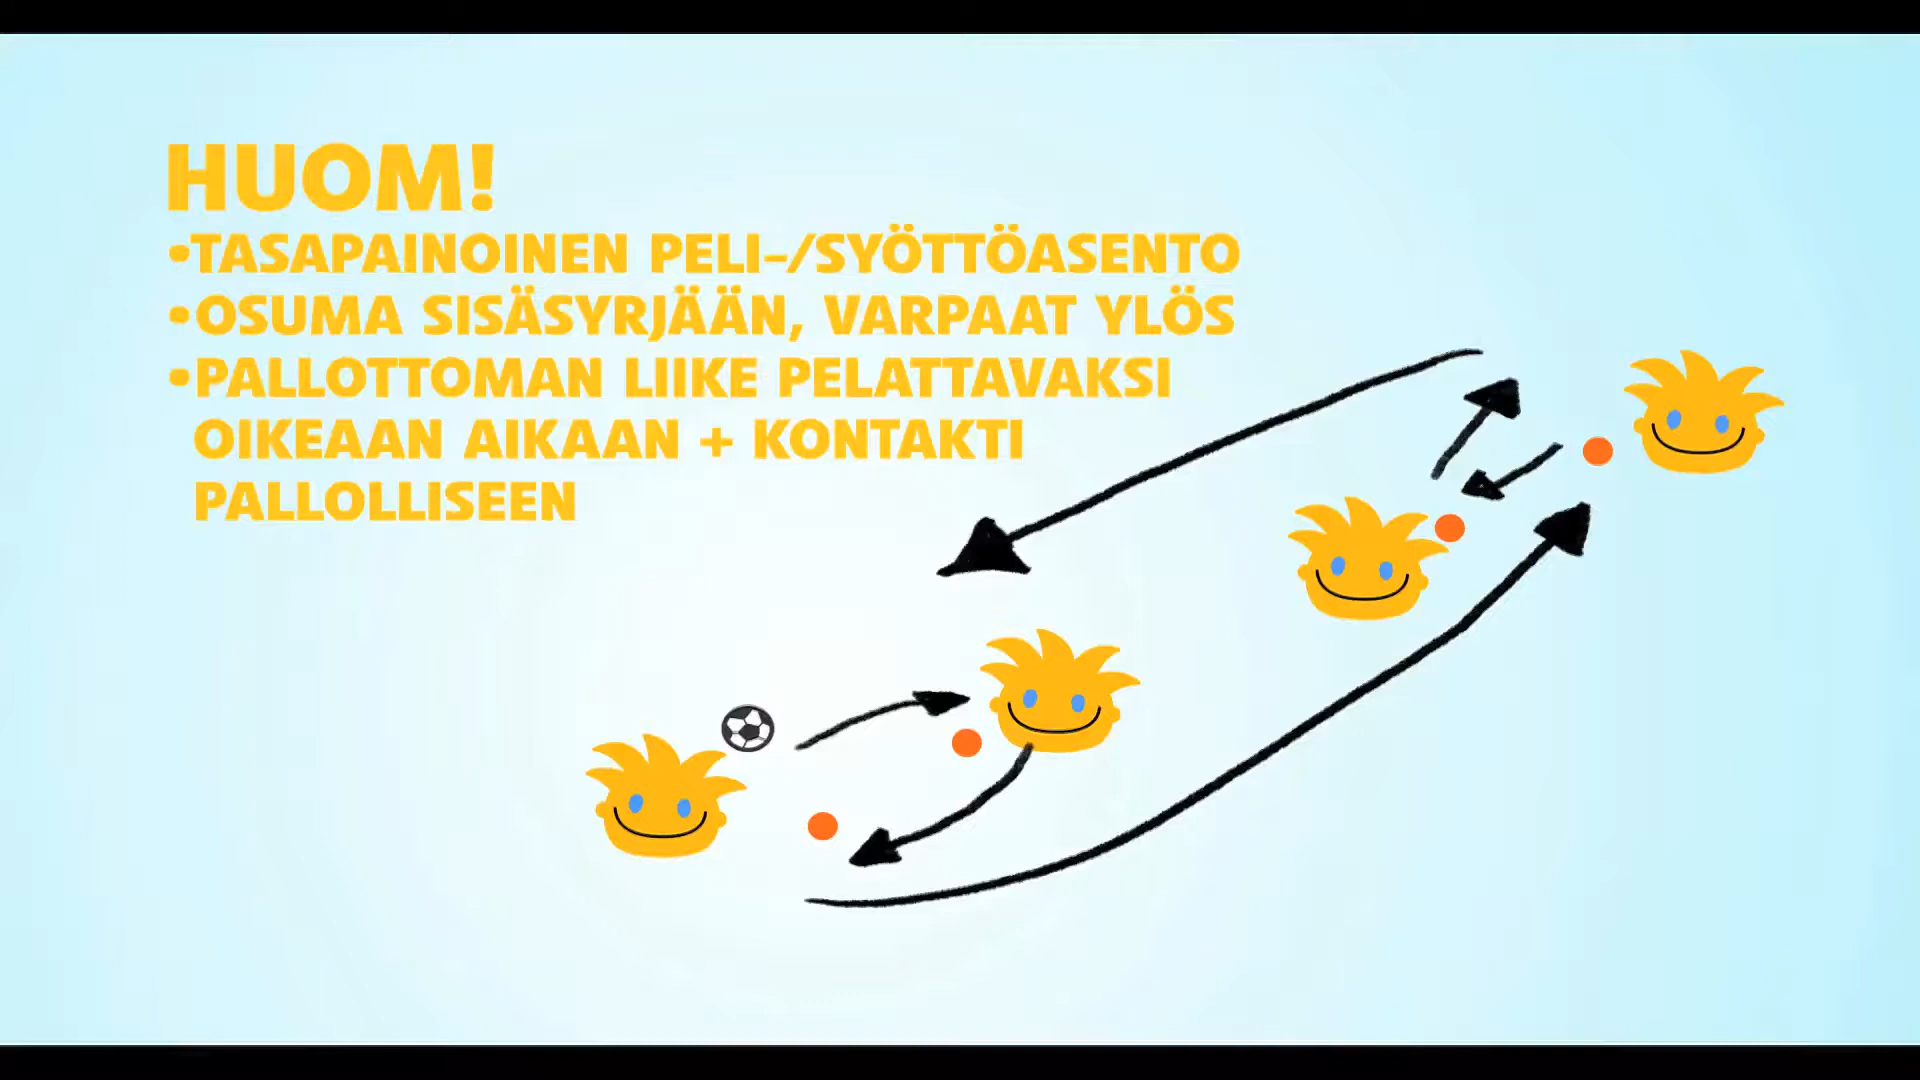 HUOM!
•TASAPAINOINEN PELI-/SYÖTTÖASENTO
•OSUMA SISÄSYRJÄÄN, VARPAAT YLÖS
•PALLOTTOMAN LIIKE PELATTAVAKSI
OIKEAAN AIKAAN + KONTAKTI
PALLOLLISEEN